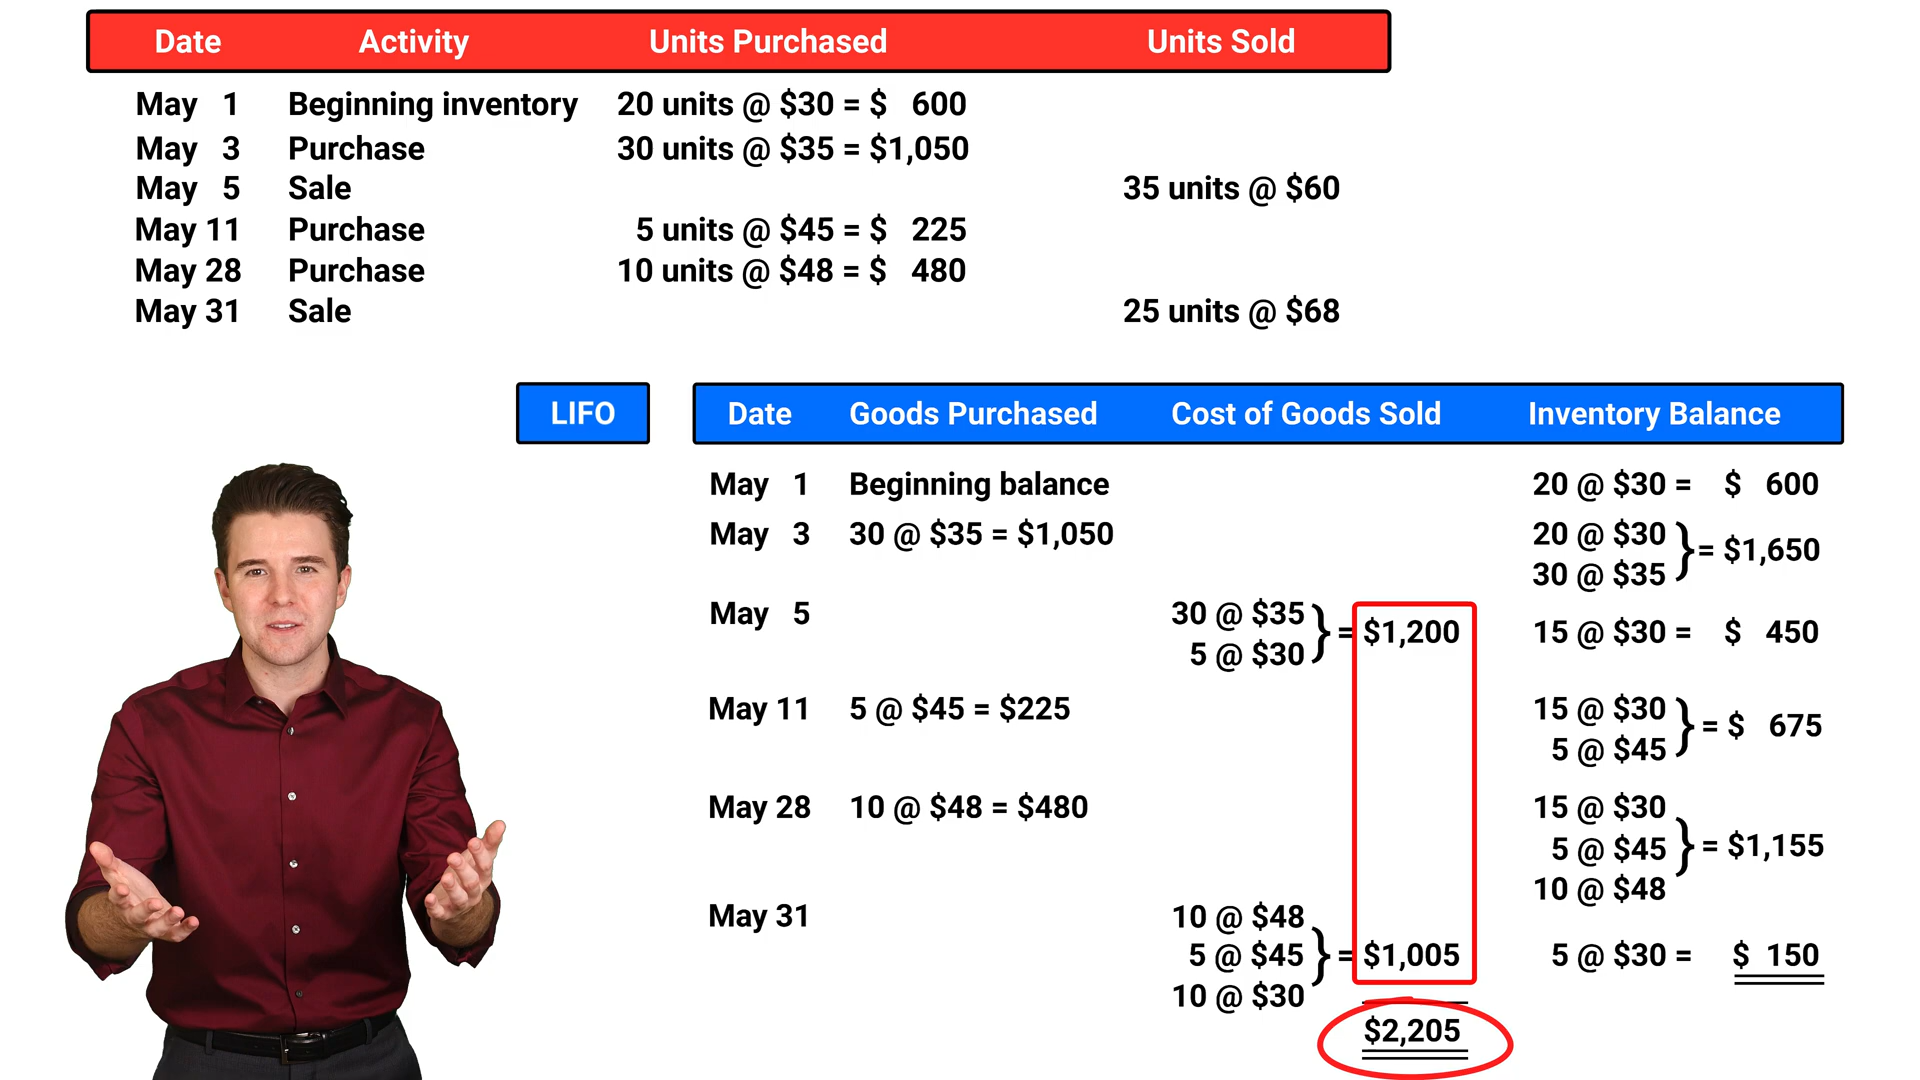 Date Activity Units Purchased Units Sold
May 1 Beginning inventory 20 units @ $30 = $ 600
May 3 Purchase 30 units @ $35 = $1,050
May 5 Sale 35 units @ $60
May 11 Purchase 5 units @ $45 = $ 225
May 28 Purchase 10 units @ $48 = $ 480
May 31 Sale 25 units @ $68
LIFO Date Goods Purchased Cost of Goods Sold Inventory Balance
May 1 Beginning balance 20 @ $30 = $ 600
May 3 30 @ $35 = $1,050 20 @ $30
= $1,650
30 @ $35
May 5 30 @ $35
= $1,200 15 @ $30 = $ 450
5 @ $30
May 11 5 @ $45 = $225 15 @ $30
= $ 675
5 @ $45
May 28 10 @ $48 = $480 15 @ $30
5 @ $45 = $1,155
10 @ $48
May 31 10 @ $48
5 @ $45 = $1,005 5 @ $30 = $ 150
10 @ $30
$2,205